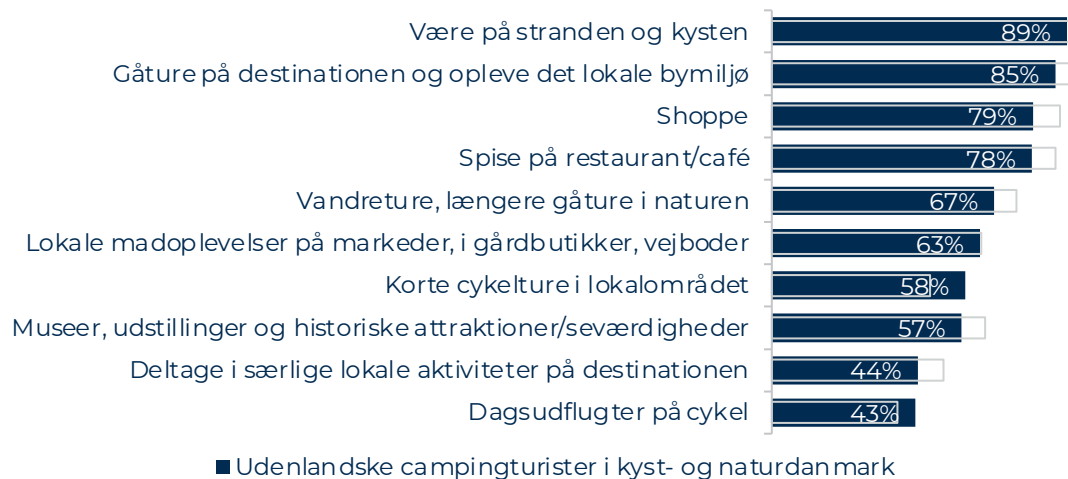 Være på stranden og kysten 89%
Gåture på destinationen og opleve det lokale bymiljø 85%
Shoppe 79%
Spise på restaurant/café 78%
Vandreture, længere gåture i naturen 67%
Lokale madoplevelser på markeder, i gårdbutikker, vejboder 63%
Korte cykelture i lokalområdet 58%
Museer, udstillinger og historiske attraktioner/seværdigheder 57%
Deltage i særlige lokale aktiviteter på destinationen 44%
Dagsudflugter på cykel 43%
Udenlandske campingturister i kyst- og naturdanmark